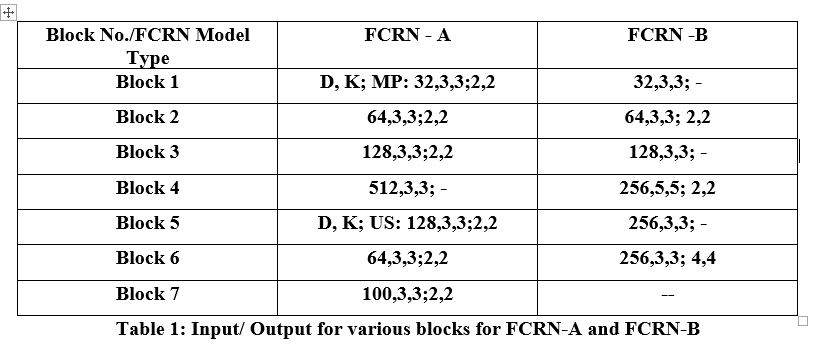 Block No./FCRN Model Type FCRN - A FCRN -B
Block 1 D, K; MP: 32,3,3;2,2 32,3,3; -
Block 2 64,3,3;2,2 64,3,3; 2,2
Block 3 128,3,3;2,2 128,3,3; -
Block 4 512,3,3; - 256,5,5; 2,2
Block 5 D, K; US: 128,3,3;2,2 256,3,3; -
Block 6 64,3,3;2,2 256,3,3; 4,4
Block 7 100,3,3;2,2 --
Table 1: Input/ Output for various blocks for FCRN-A and FCRN-B